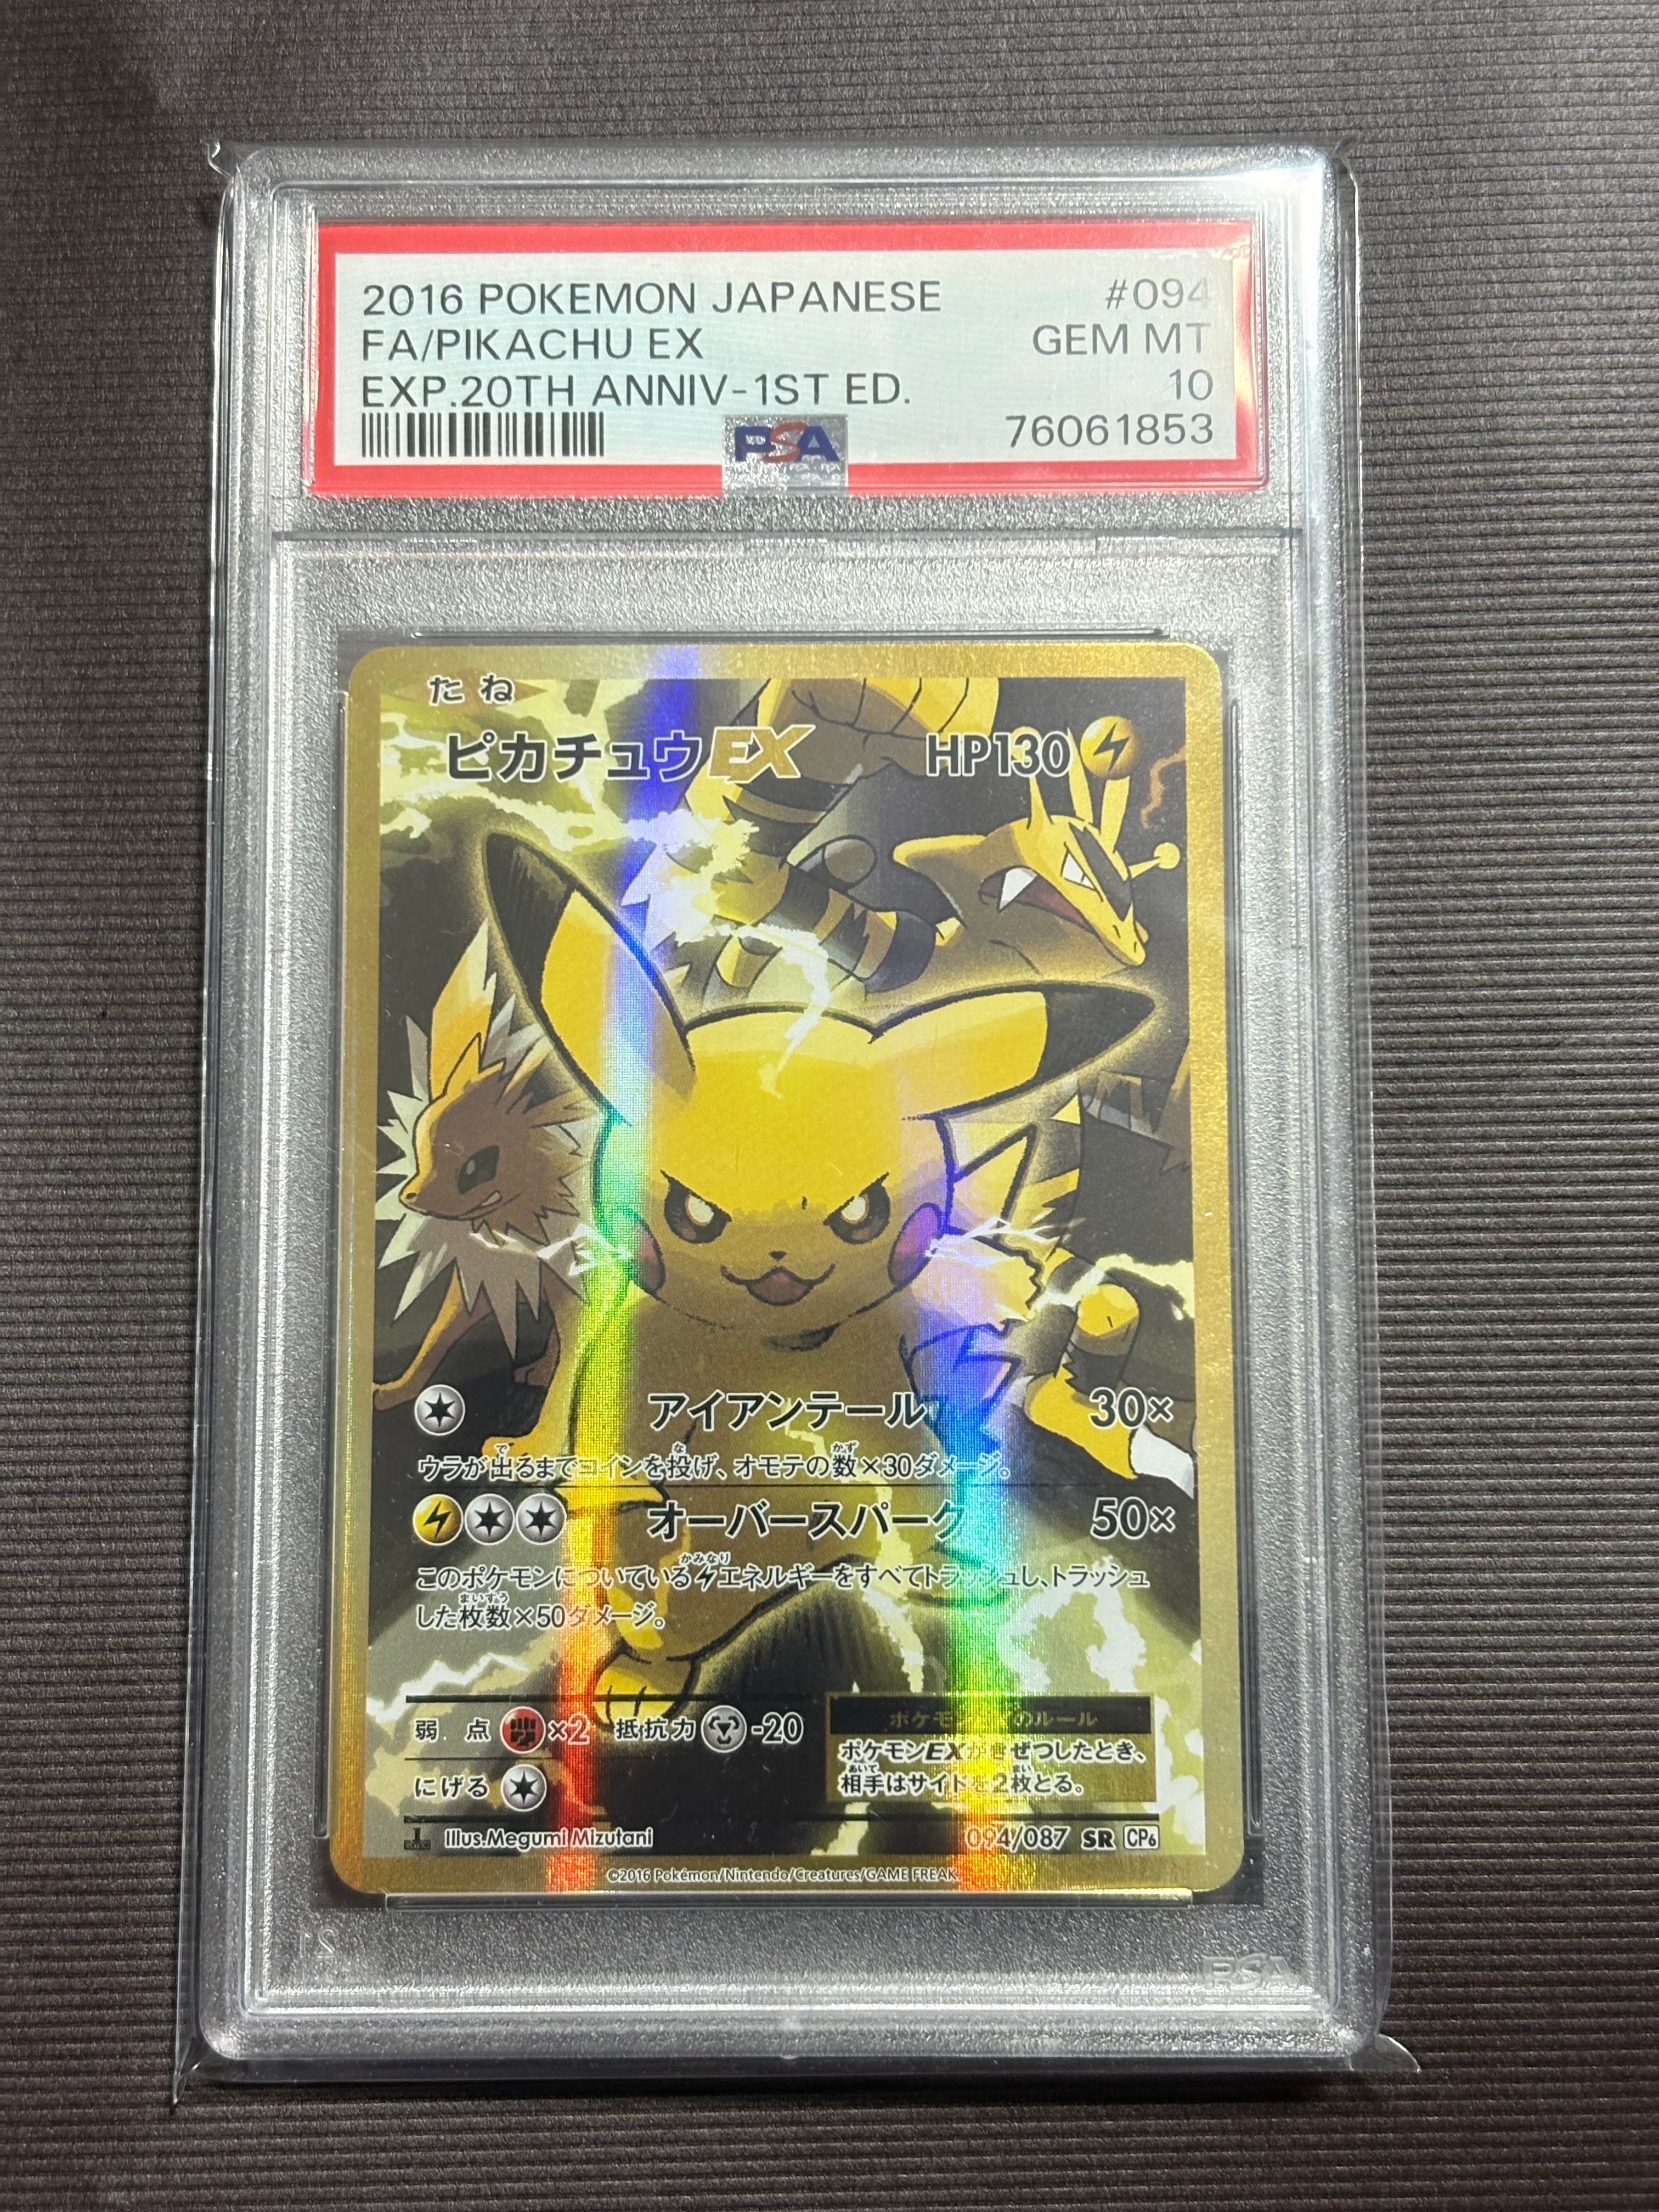 2016 POKEMON JAPANESE #094
FA/PIKACHU EX GEM MT
EXP.20TH ANNIV-1ST ED. 10
PSA 76061853
たね
ピカチュウEX HP130
アイアンテール 30×
ウラが出るまでコインを投げ、オモテの数×30ダメージ。
オーバースパーク 50×
このポケモンについているエネルギーをすべてトラッシュし、トラッシュ
した枚数×50ダメージ。
弱点 ×2 抵抗力 -20
にげる
ポケモンEXのルール
ポケモンEXがきぜつしたとき、
相手はサイドを2枚とる。
Illus.Megumi Mizutani 094/087 SR CP6
©2016 Pokémon/Nintendo/Creatures/GAME FREAK
PSA